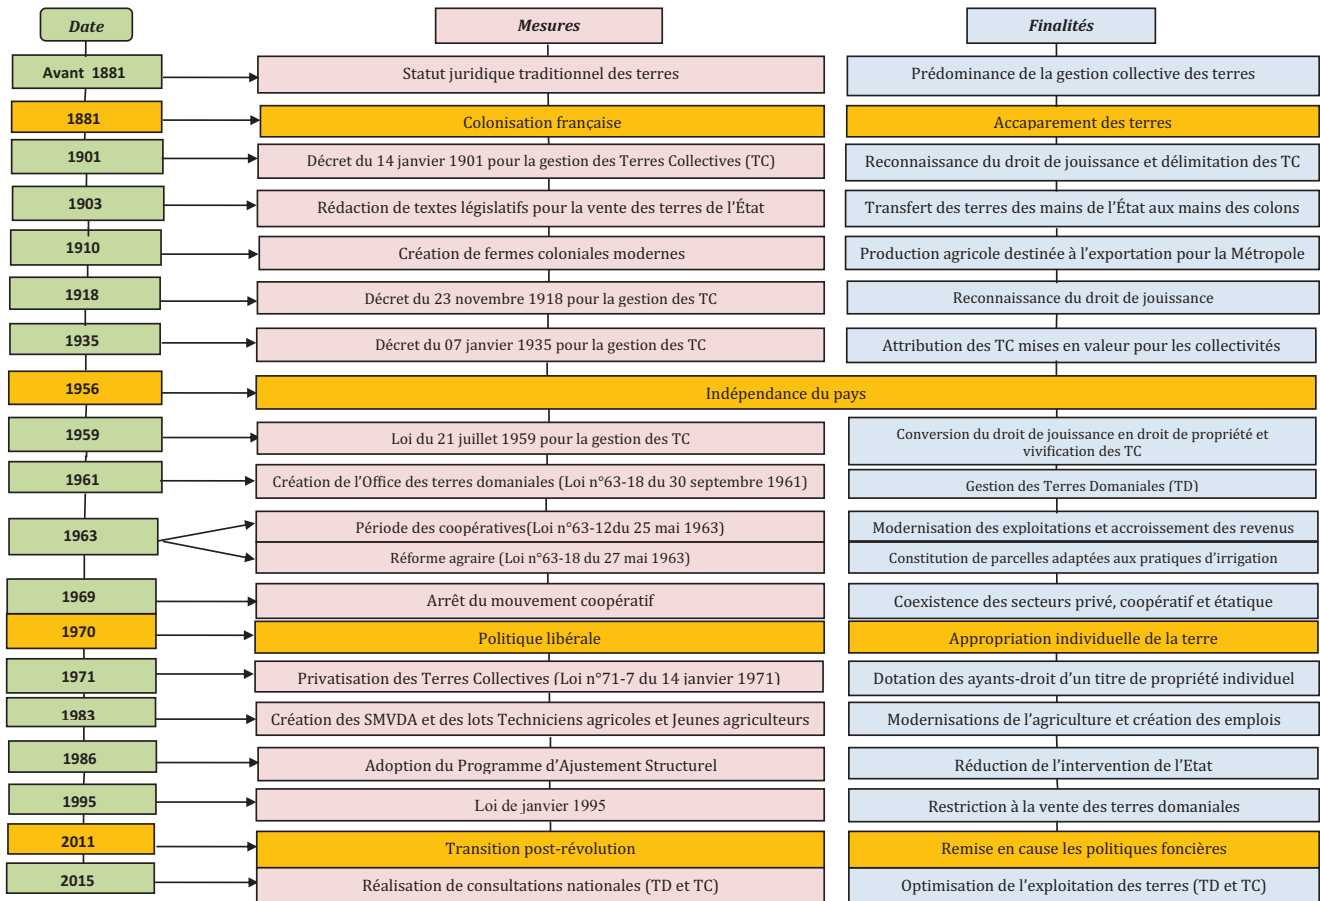 Date
Mesures
Finalités
Avant 1881
Statut juridique traditionnel des terres
Prédominance de la gestion collective des terres
1881
Colonisation française
Accaparement des terres
1901
Décret du 14 janvier 1901 pour la gestion des Terres Collectives (TC)
Reconnaissance du droit de jouissance et délimitation des TC
1903
Rédaction de textes législatifs pour la vente des terres de l’État
Transfert des terres des mains de l’État aux mains des colons
1910
Création de fermes coloniales modernes
Production agricole destinée à l’exportation pour la Métropole
1918
Décret du 23 novembre 1918 pour la gestion des TC
Reconnaissance du droit de jouissance
1935
Décret du 07 janvier 1935 pour la gestion des TC
Attribution des TC mises en valeur pour les collectivités
1956
Indépendance du pays
1959
Loi du 21 juillet 1959 pour la gestion des TC
Conversion du droit de jouissance en droit de propriété et
vivification des TC
1961
Création de l’Office des terres domaniales (Loi n°63-18 du 30 septembre 1961)
Gestion des Terres Domaniales (TD)
1963
Période des coopératives(Loi n°63-12du 25 mai 1963)
Modernisation des exploitations et accroissement des revenus
Réforme agraire (Loi n°63-18 du 27 mai 1963)
Constitution de parcelles adaptées aux pratiques d’irrigation
1969
Arrêt du mouvement coopératif
Coexistence des secteurs privé, coopératif et étatique
1970
Politique libérale
Appropriation individuelle de la terre
1971
Privatisation des Terres Collectives (Loi n°71-7 du 14 janvier 1971)
Dotation des ayants-droit d’un titre de propriété individuel
1983
Création des SMVDA et des lots Techniciens agricoles et Jeunes agriculteurs
Modernisations de l’agriculture et création des emplois
1986
Adoption du Programme d’Ajustement Structurel
Réduction de l’intervention de l’Etat
1995
Loi de janvier 1995
Restriction à la vente des terres domaniales
2011
Transition post-révolution
Remise en cause les politiques foncières
2015
Réalisation de consultations nationales (TD et TC)
Optimisation de l’exploitation des terres (TD et TC)